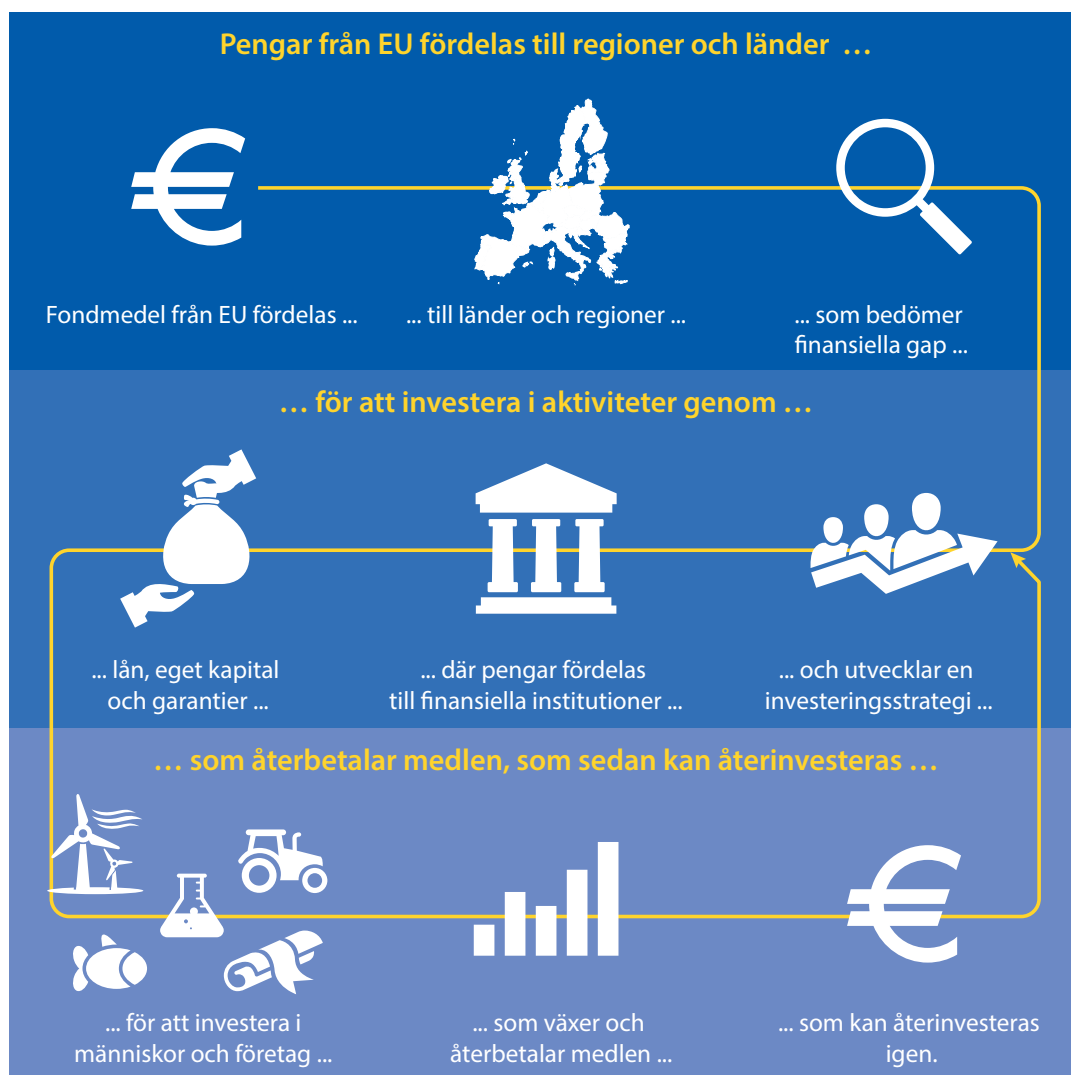 Pengar från EU fördelas till regioner och länder …
Fondmedel från EU fördelas ...
... till länder och regioner ...
... som bedömer
finansiella gap ...
… för att investera i aktiviteter genom …
... lån, eget kapital
och garantier ...
... där pengar fördelas
till finansiella institutioner ...
... och utvecklar en
investeringsstrategi ...
… som återbetalar medlen, som sedan kan återinvesteras …
... för att investera i
människor och företag ...
... som växer och
återbetalar medlen ...
... som kan återinvesteras
igen.